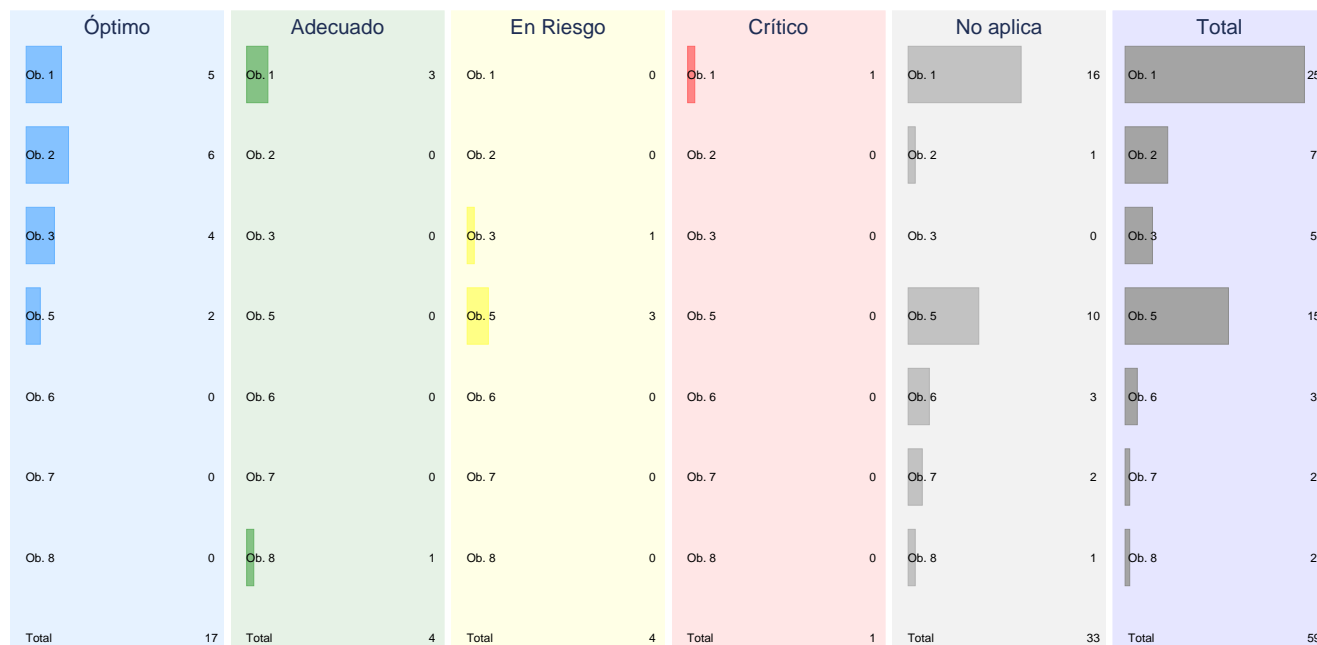 Óptimo Adecuado En Riesgo Crítico No aplica Total
Ob. 1 5 Ob. 1 3 Ob. 1 0 Ob. 1 1 Ob. 1 16 Ob. 1 25
Ob. 2 6 Ob. 2 0 Ob. 2 0 Ob. 2 0 Ob. 2 1 Ob. 2 7
Ob. 3 4 Ob. 3 0 Ob. 3 1 Ob. 3 0 Ob. 3 0 Ob. 3 5
Ob. 5 2 Ob. 5 0 Ob. 5 3 Ob. 5 0 Ob. 5 10 Ob. 5 15
Ob. 6 0 Ob. 6 0 Ob. 6 0 Ob. 6 0 Ob. 6 3 Ob. 6 3
Ob. 7 0 Ob. 7 0 Ob. 7 0 Ob. 7 0 Ob. 7 2 Ob. 7 2
Ob. 8 0 Ob. 8 1 Ob. 8 0 Ob. 8 0 Ob. 8 1 Ob. 8 2
Total 17 Total 4 Total 4 Total 1 Total 33 Total 59